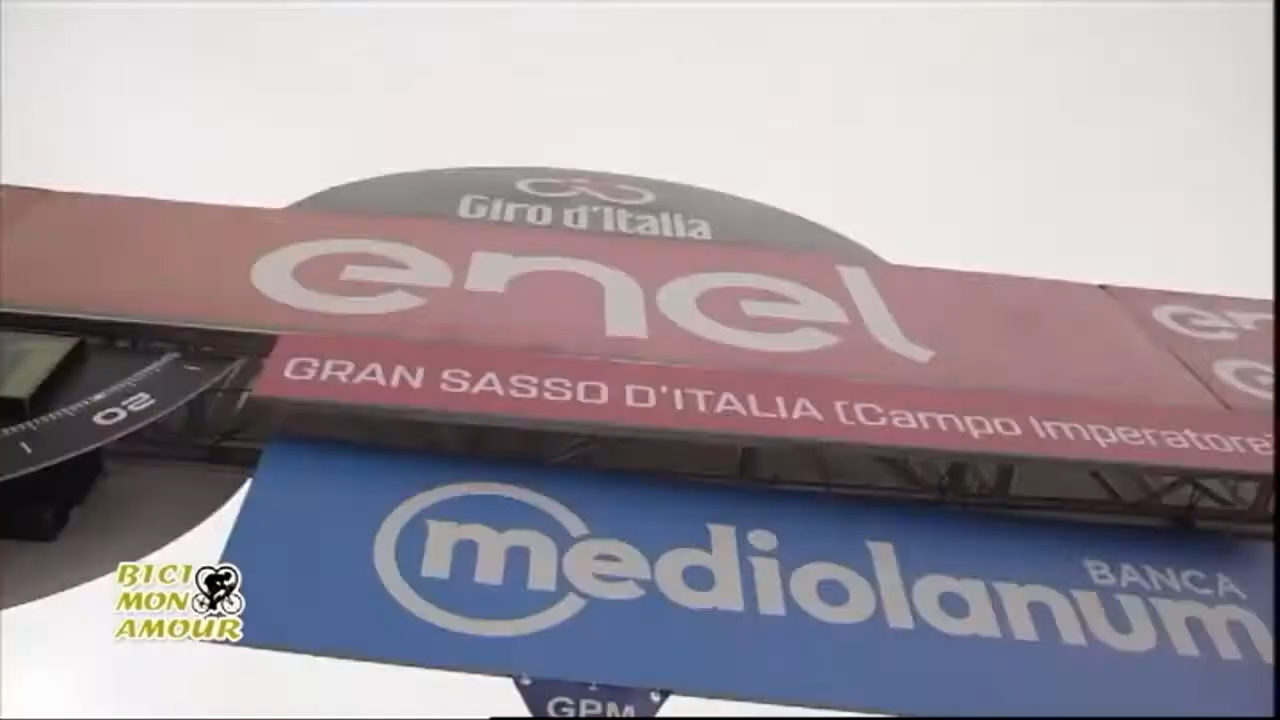 Giro d'Italia
enel
GRAN SASSO D'ITALIA (Campo Imperatore)
20
mediolanum
BANCA
GPM
BICI
MON
AMOUR